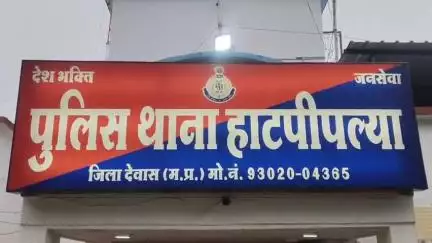 देश भक्ति जनसेवा
पुलिस थाना हाटपीपल्या
जिला देवास (म.प्र.) मो.नं. 93020-04365